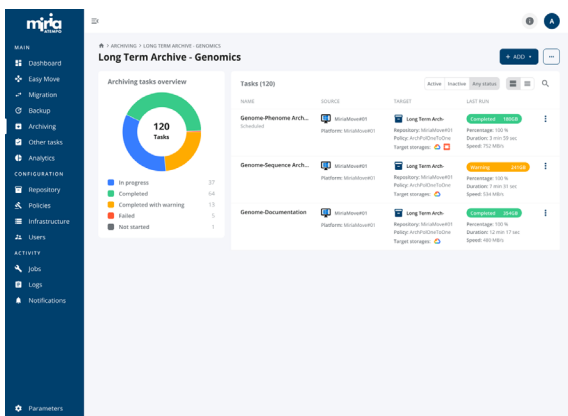 miria
ATEMPO
A
MAIN
Dashboard
Easy Move
Migration
Backup
Archiving
Other tasks
Analytics
CONFIGURATION
Repository
Policies
Infrastructure
Users
ACTIVITY
Jobs
Logs
Notifications
Parameters
ARCHIVING > LONG TERM ARCHIVE - GENOMICS
Long Term Archive - Genomics
+ ADD
Archiving tasks overview
120
Tasks
In progress 37
Completed 64
Completed with warning 13
Failed 5
Not started 1
Tasks (120)
Active Inactive Any status
NAME SOURCE TARGET LAST RUN
Genome-Phenome Arch... MiriaMove#01 Long Term Arch- Completed 186GB
Scheduled Platform: MiriaMove#01 Repository: MiriaMove#01 Percentage: 100 %
Policy: ArchPolOneToOne Duration: 3 min 59 sec
Target storages: Speed: 752 MB/s
Genome-Sequence Arch... MiriaMove#01 Long Term Arch- Warning 241GB
Platform: MiriaMove#01 Repository: MiriaMove#01 Percentage: 100 %
Policy: ArchPolOneToOne Duration: 7 min 31 sec
Target storages: Speed: 534 MB/s
Genome-Documentation MiriaMove#01 Long Term Arch- Completed 354GB
Platform: MiriaMove#01 Repository: MiriaMove#01 Percentage: 100 %
Policy: ArchPolOneToOne Duration: 12 min 17 sec
Target storages: Speed: 480 MB/s